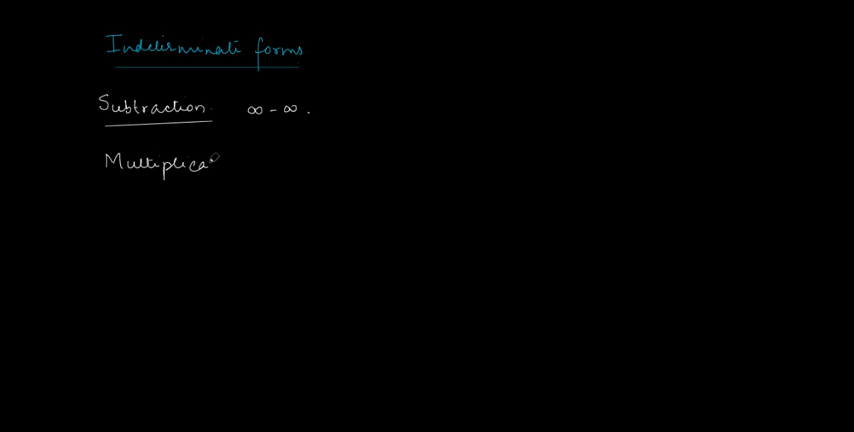 Indeterminate forms
Subtraction. ∞ - ∞ .
Multiplica